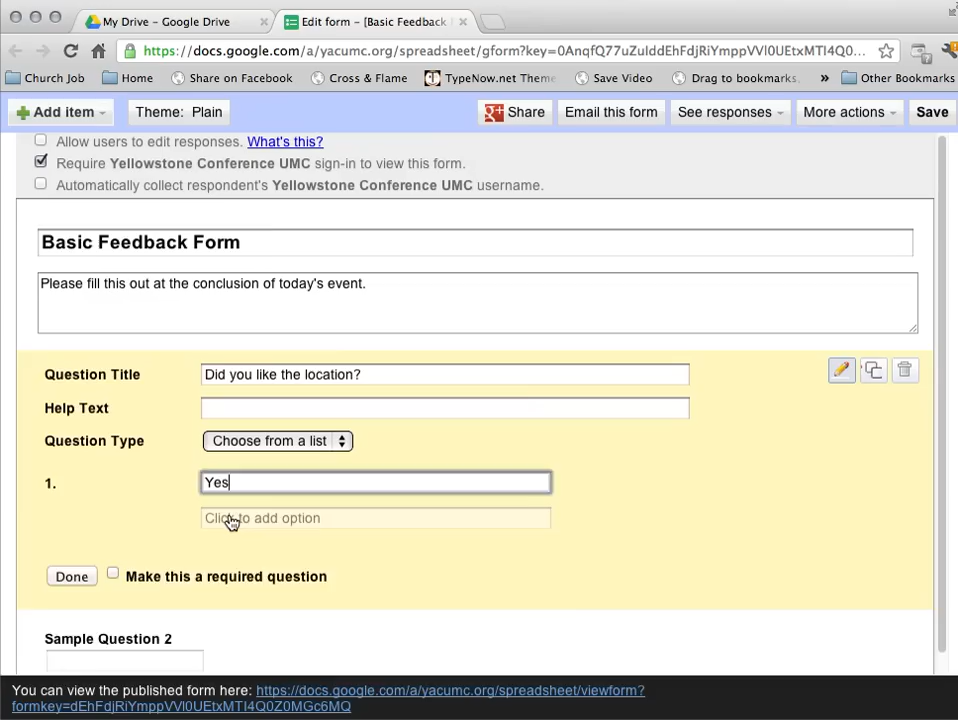 My Drive – Google Drive
Edit form – [Basic Feedback
https://docs.google.com/a/yacumc.org/spreadsheet/gform?key=0AnqfQ77uZulddEhFdjRiYmppVVl0UEtxMTI4Q0...
Church Job Home Share on Facebook Cross & Flame TypeNow.net Theme Save Video Drag to bookmarks. » Other Bookmarks
Add item Theme: Plain Share Email this form See responses More actions Save
Allow users to edit responses. What's this?
Require Yellowstone Conference UMC sign-in to view this form.
Automatically collect respondent's Yellowstone Conference UMC username.
Basic Feedback Form
Please fill this out at the conclusion of today's event.
Question Title Did you like the location?
Help Text
Question Type Choose from a list
1. Yes
Click to add option
Done Make this a required question
Sample Question 2
You can view the published form here: https://docs.google.com/a/yacumc.org/spreadsheet/viewform?
formkey=dEhFdjRiYmppVVl0UEtxMTI4Q0Z0MGc6MQ